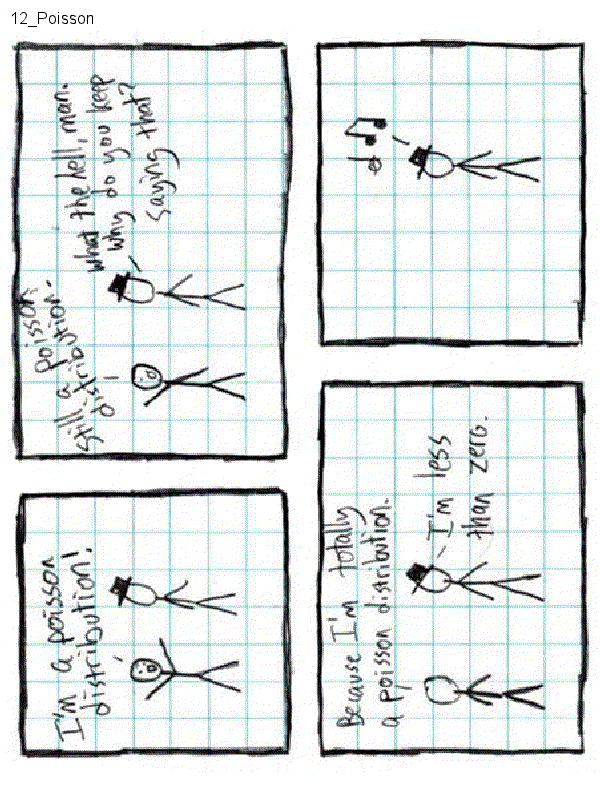 12_Poisson
I'm a poisson
distribution!
Still a poisson
distribution.
What the hell, man.
Why do you keep
saying that?
Because I'm totally
a poisson distribution.
I'm less
than zero.